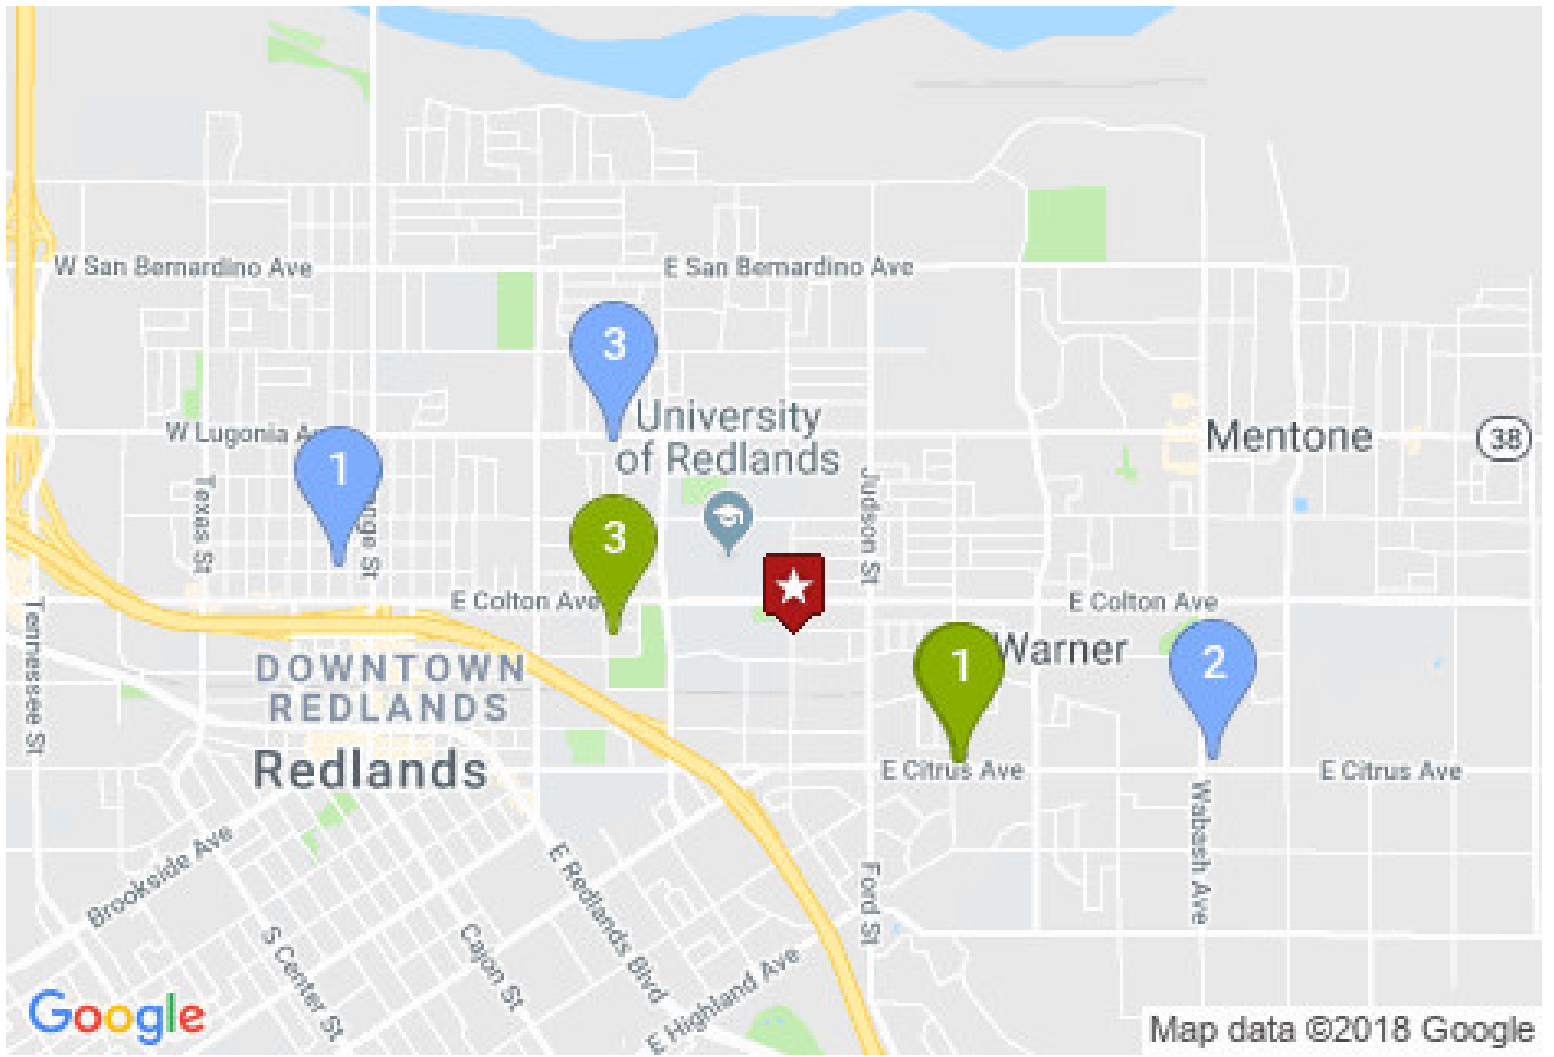 W San Bernardino Ave
E San Bernardino Ave
3
University
of Redlands
W Lugonia A
Mentone
38
1
Texas St
Judson St
3
E Colton Ave
E Colton Ave
Tennessee St
Warner
DOWNTOWN
REDLANDS
1
2
Redlands
E Citrus Ave
E Citrus Ave
Wabash Ave
Brookside Ave
E Redlands Blvd
Ford St
S Center St
Cajon St
E Highland Ave
Google
Map data ©2018 Google